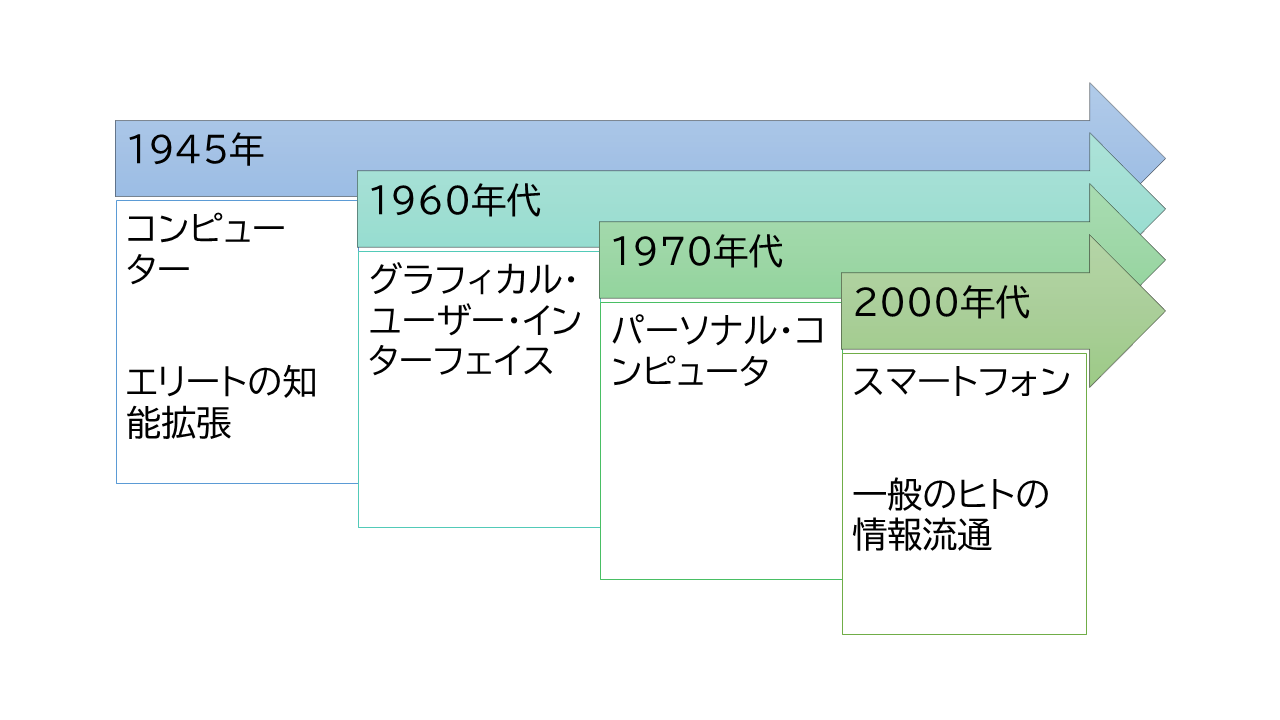 1945年
コンピュー
ター
エリートの知
能拡張
1960年代
グラフィカル・
ユーザー・イン
ターフェイス
1970年代
パーソナル・コ
ンピュータ
2000年代
スマートフォン
一般のヒトの
情報流通